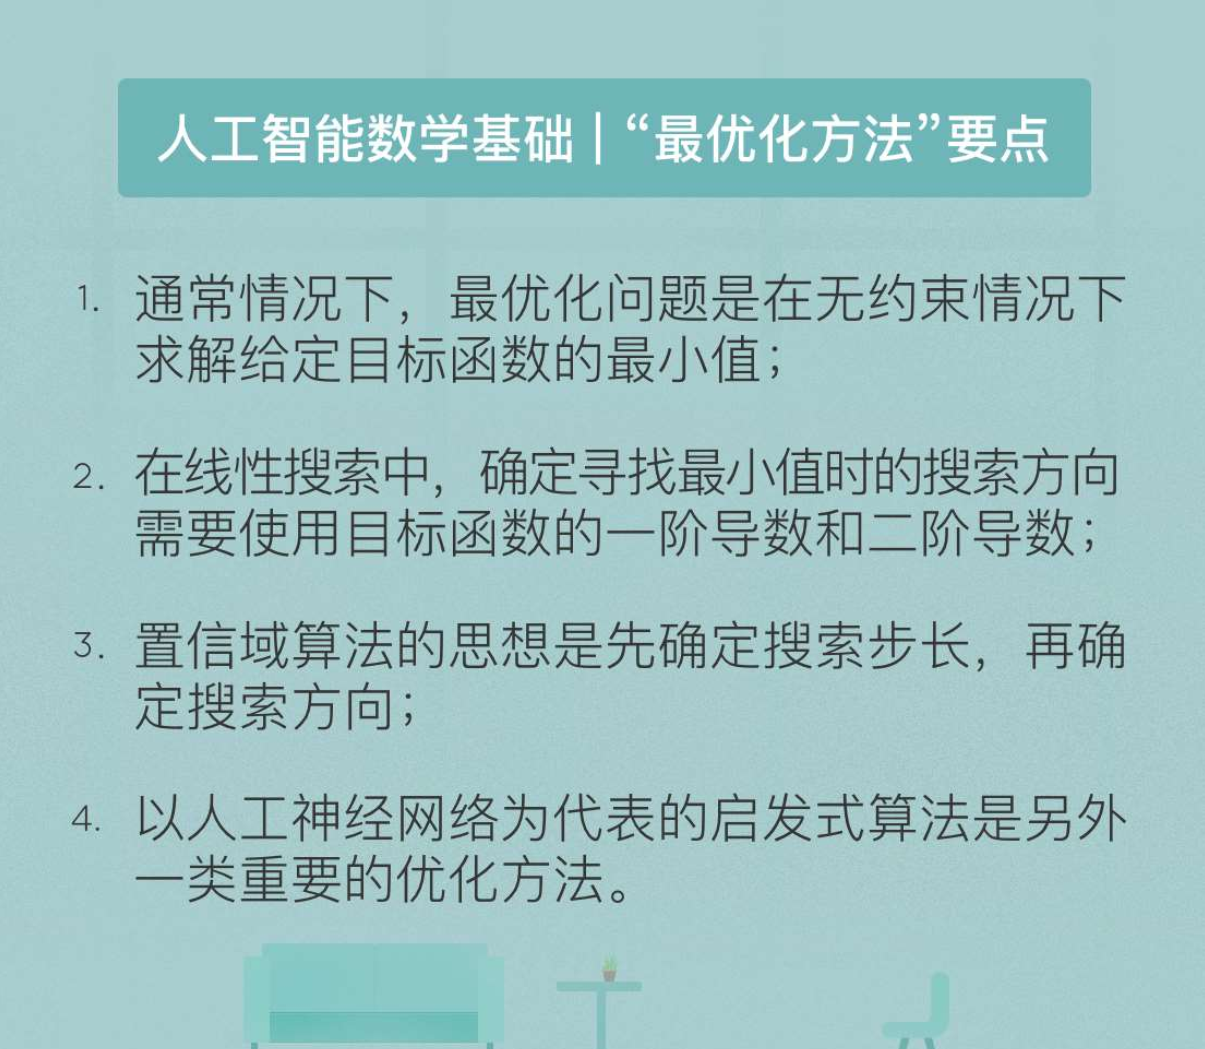 人工智能数学基础｜“最优化方法”要点
1. 通常情况下，最优化问题是在无约束情况下
求解给定目标函数的最小值；
2. 在线性搜索中，确定寻找最小值时的搜索方向
需要使用目标函数的一阶导数和二阶导数；
3. 置信域算法的思想是先确定搜索步长，再确
定搜索方向；
4. 以人工神经网络为代表的启发式算法是另外
一类重要的优化方法。